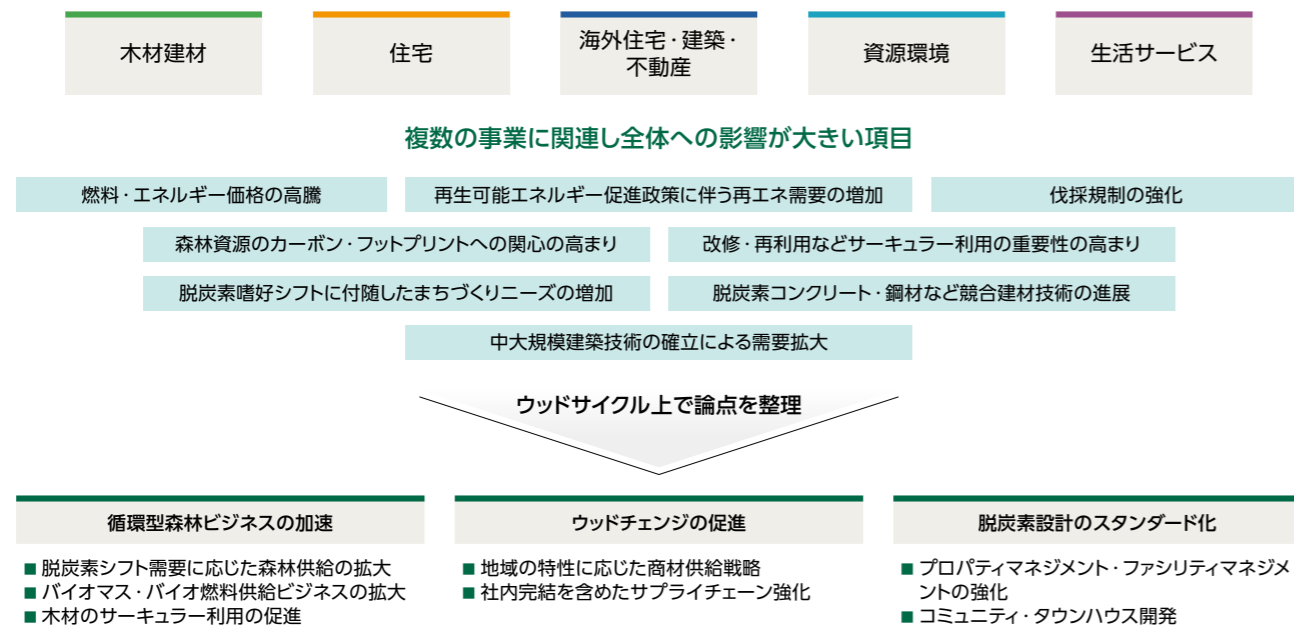 木材建材
住宅
海外住宅・建築・
不動産
資源環境
生活サービス
複数の事業に関連し全体への影響が大きい項目
燃料・エネルギー価格の高騰
再生可能エネルギー促進政策に伴う再エネ需要の増加
伐採規制の強化
森林資源のカーボン・フットプリントへの関心の高まり
改修・再利用などサーキュラー利用の重要性の高まり
脱炭素嗜好シフトに付随したまちづくりニーズの増加
脱炭素コンクリート・鋼材など競合建材技術の進展
中大規模建築技術の確立による需要拡大
ウッドサイクル上で論点を整理
循環型森林ビジネスの加速
■ 脱炭素シフト需要に応じた森林供給の拡大
■ バイオマス・バイオ燃料供給ビジネスの拡大
■ 木材のサーキュラー利用の促進
ウッドチェンジの促進
■ 地域の特性に応じた商材供給戦略
■ 社内完結を含めたサプライチェーン強化
脱炭素設計のスタンダード化
■ プロパティマネジメント・ファシリティマネジメ
ントの強化
■ コミュニティ・タウンハウス開発